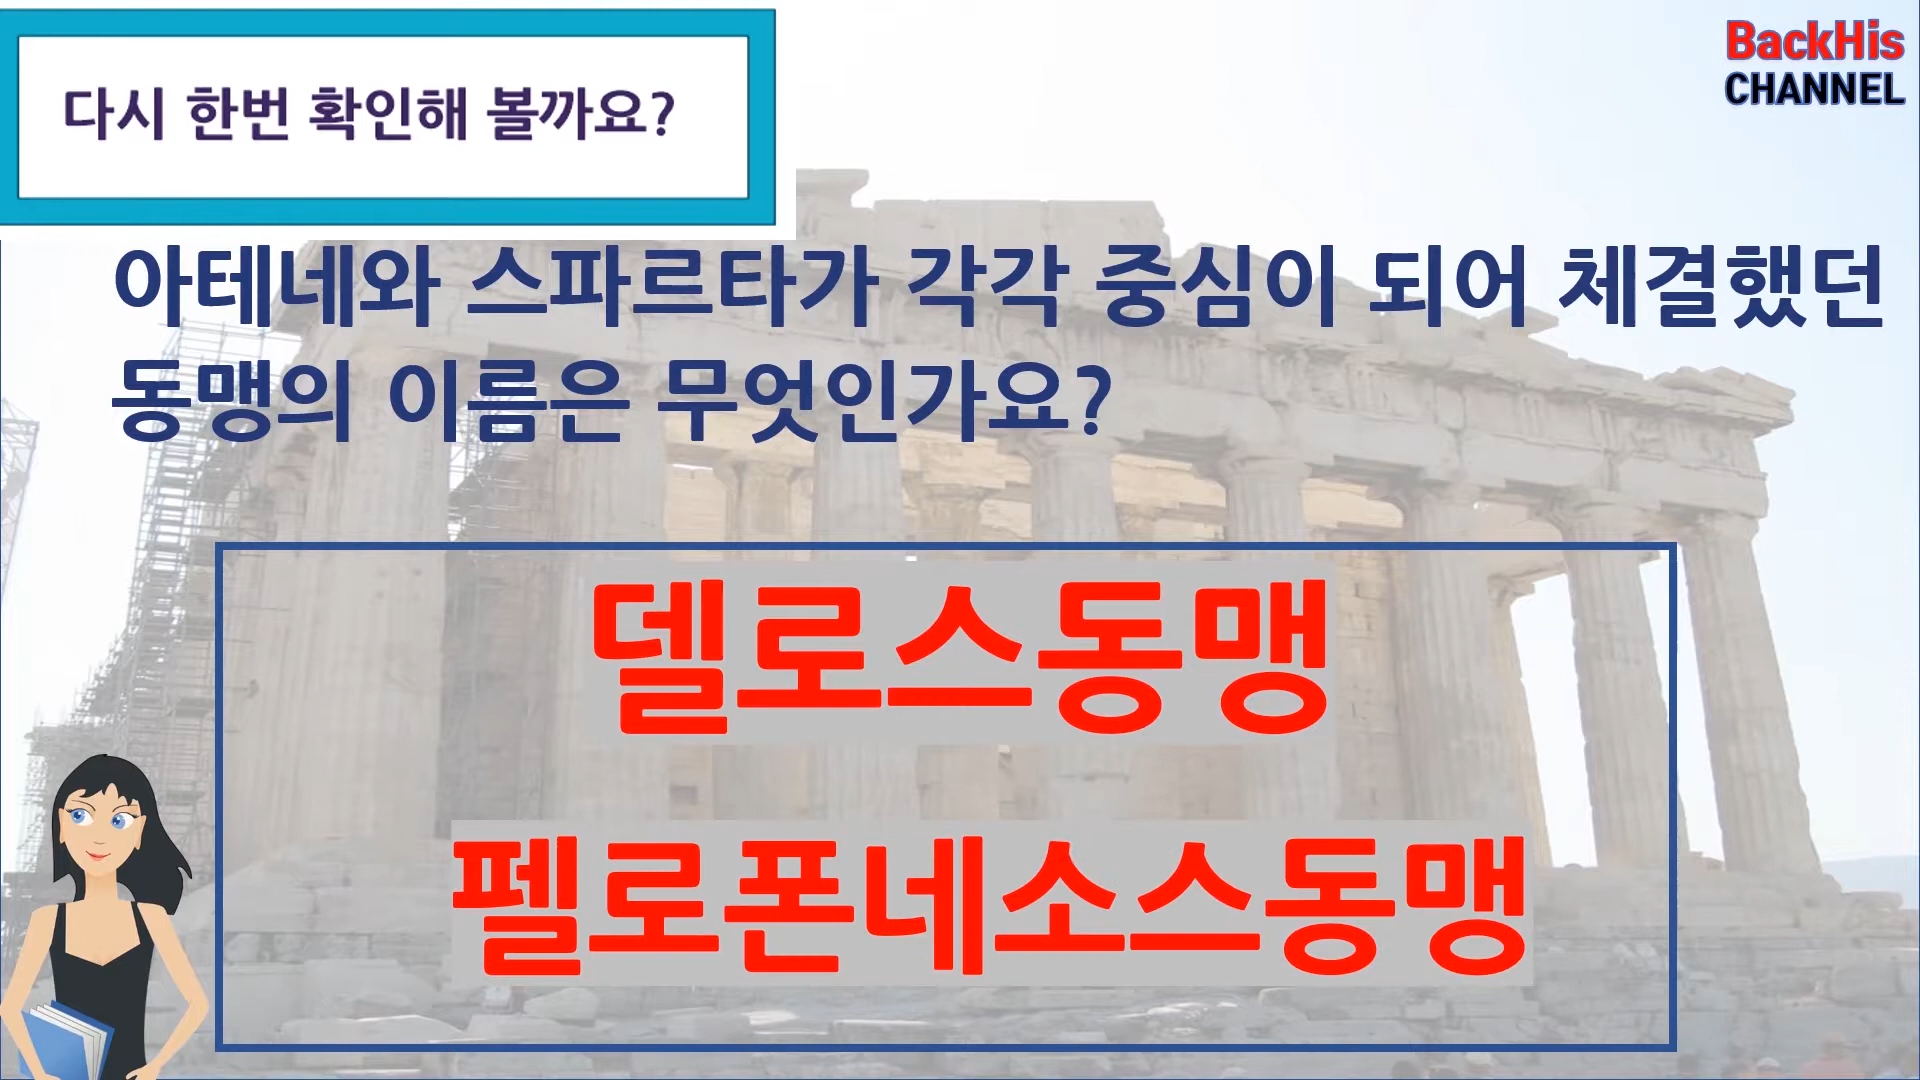 다시 한번 확인해 볼까요?
BackHis
CHANNEL
아테네와 스파르타가 각각 중심이 되어 체결했던
동맹의 이름은 무엇인가요?
델로스동맹
펠로폰네소스동맹